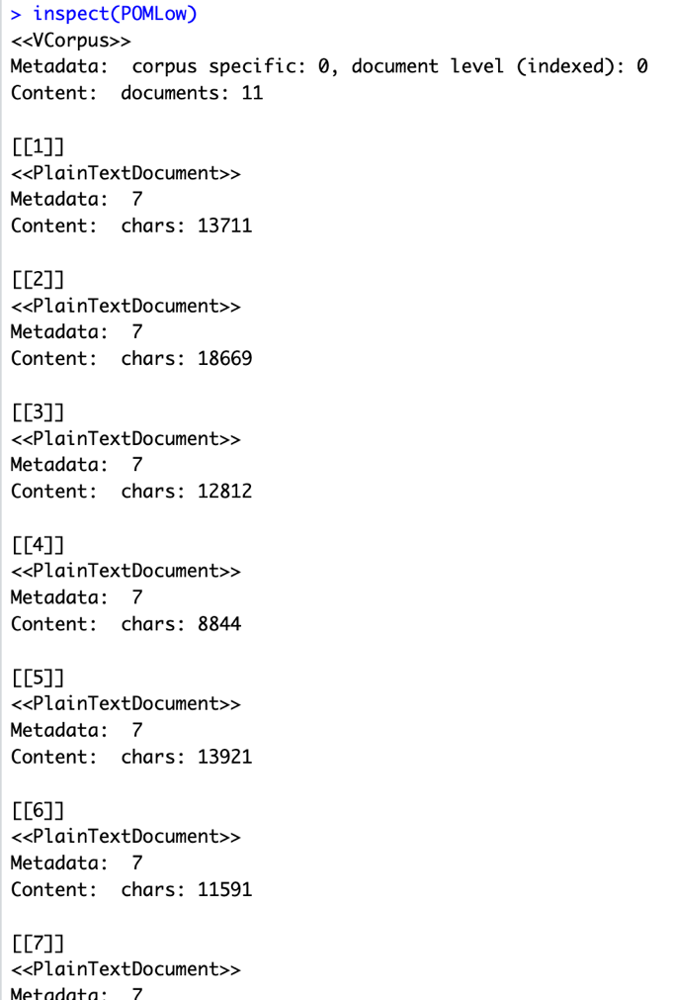 > inspect(POMLow)
<<VCorpus>>
Metadata:  corpus specific: 0, document level (indexed): 0
Content:  documents: 11

[[1]]
<<PlainTextDocument>>
Metadata:  7
Content:  chars: 13711

[[2]]
<<PlainTextDocument>>
Metadata:  7
Content:  chars: 18669

[[3]]
<<PlainTextDocument>>
Metadata:  7
Content:  chars: 12812

[[4]]
<<PlainTextDocument>>
Metadata:  7
Content:  chars: 8844

[[5]]
<<PlainTextDocument>>
Metadata:  7
Content:  chars: 13921

[[6]]
<<PlainTextDocument>>
Metadata:  7
Content:  chars: 11591

[[7]]
<<PlainTextDocument>>
Metadata:  7